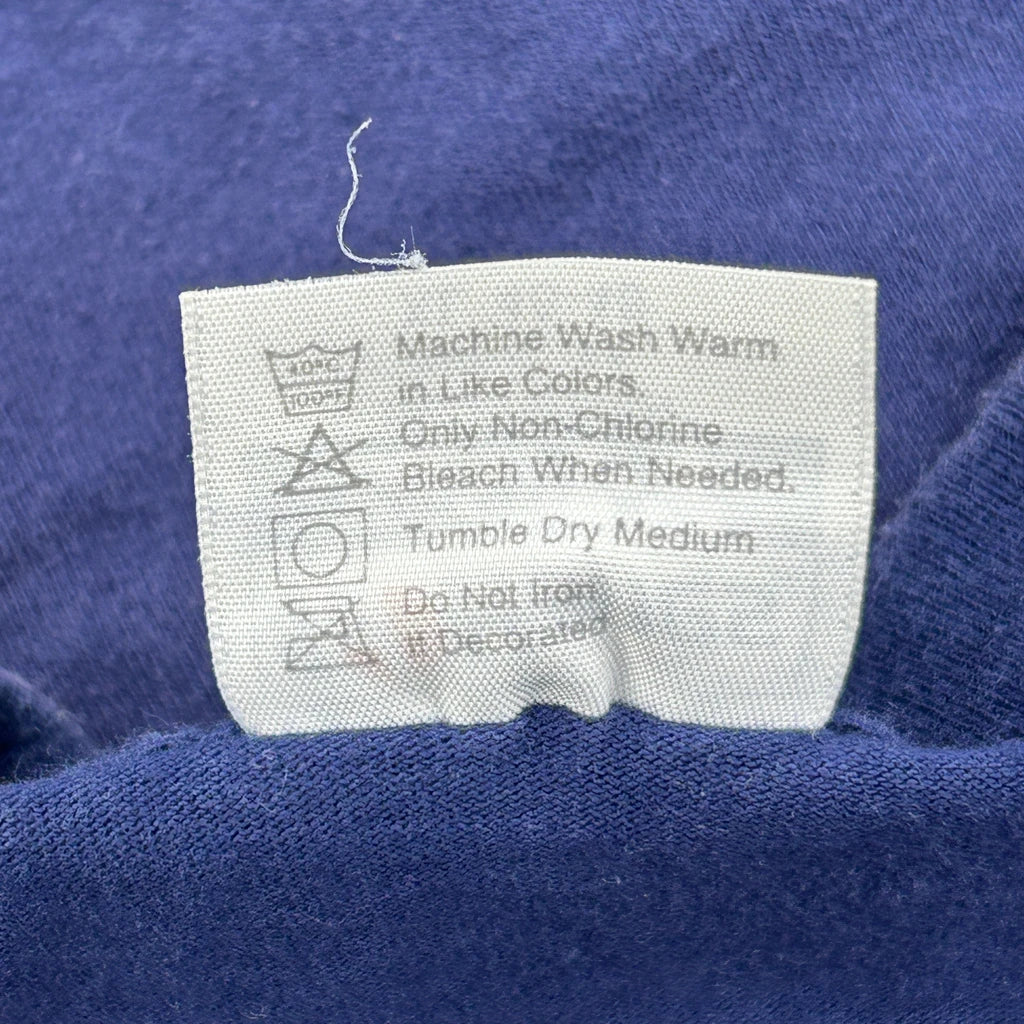 40°C
100°F
Machine Wash Warm
in Like Colors.
Only Non-Chlorine
Bleach When Needed.
Tumble Dry Medium
Do Not Iron
If Decorated